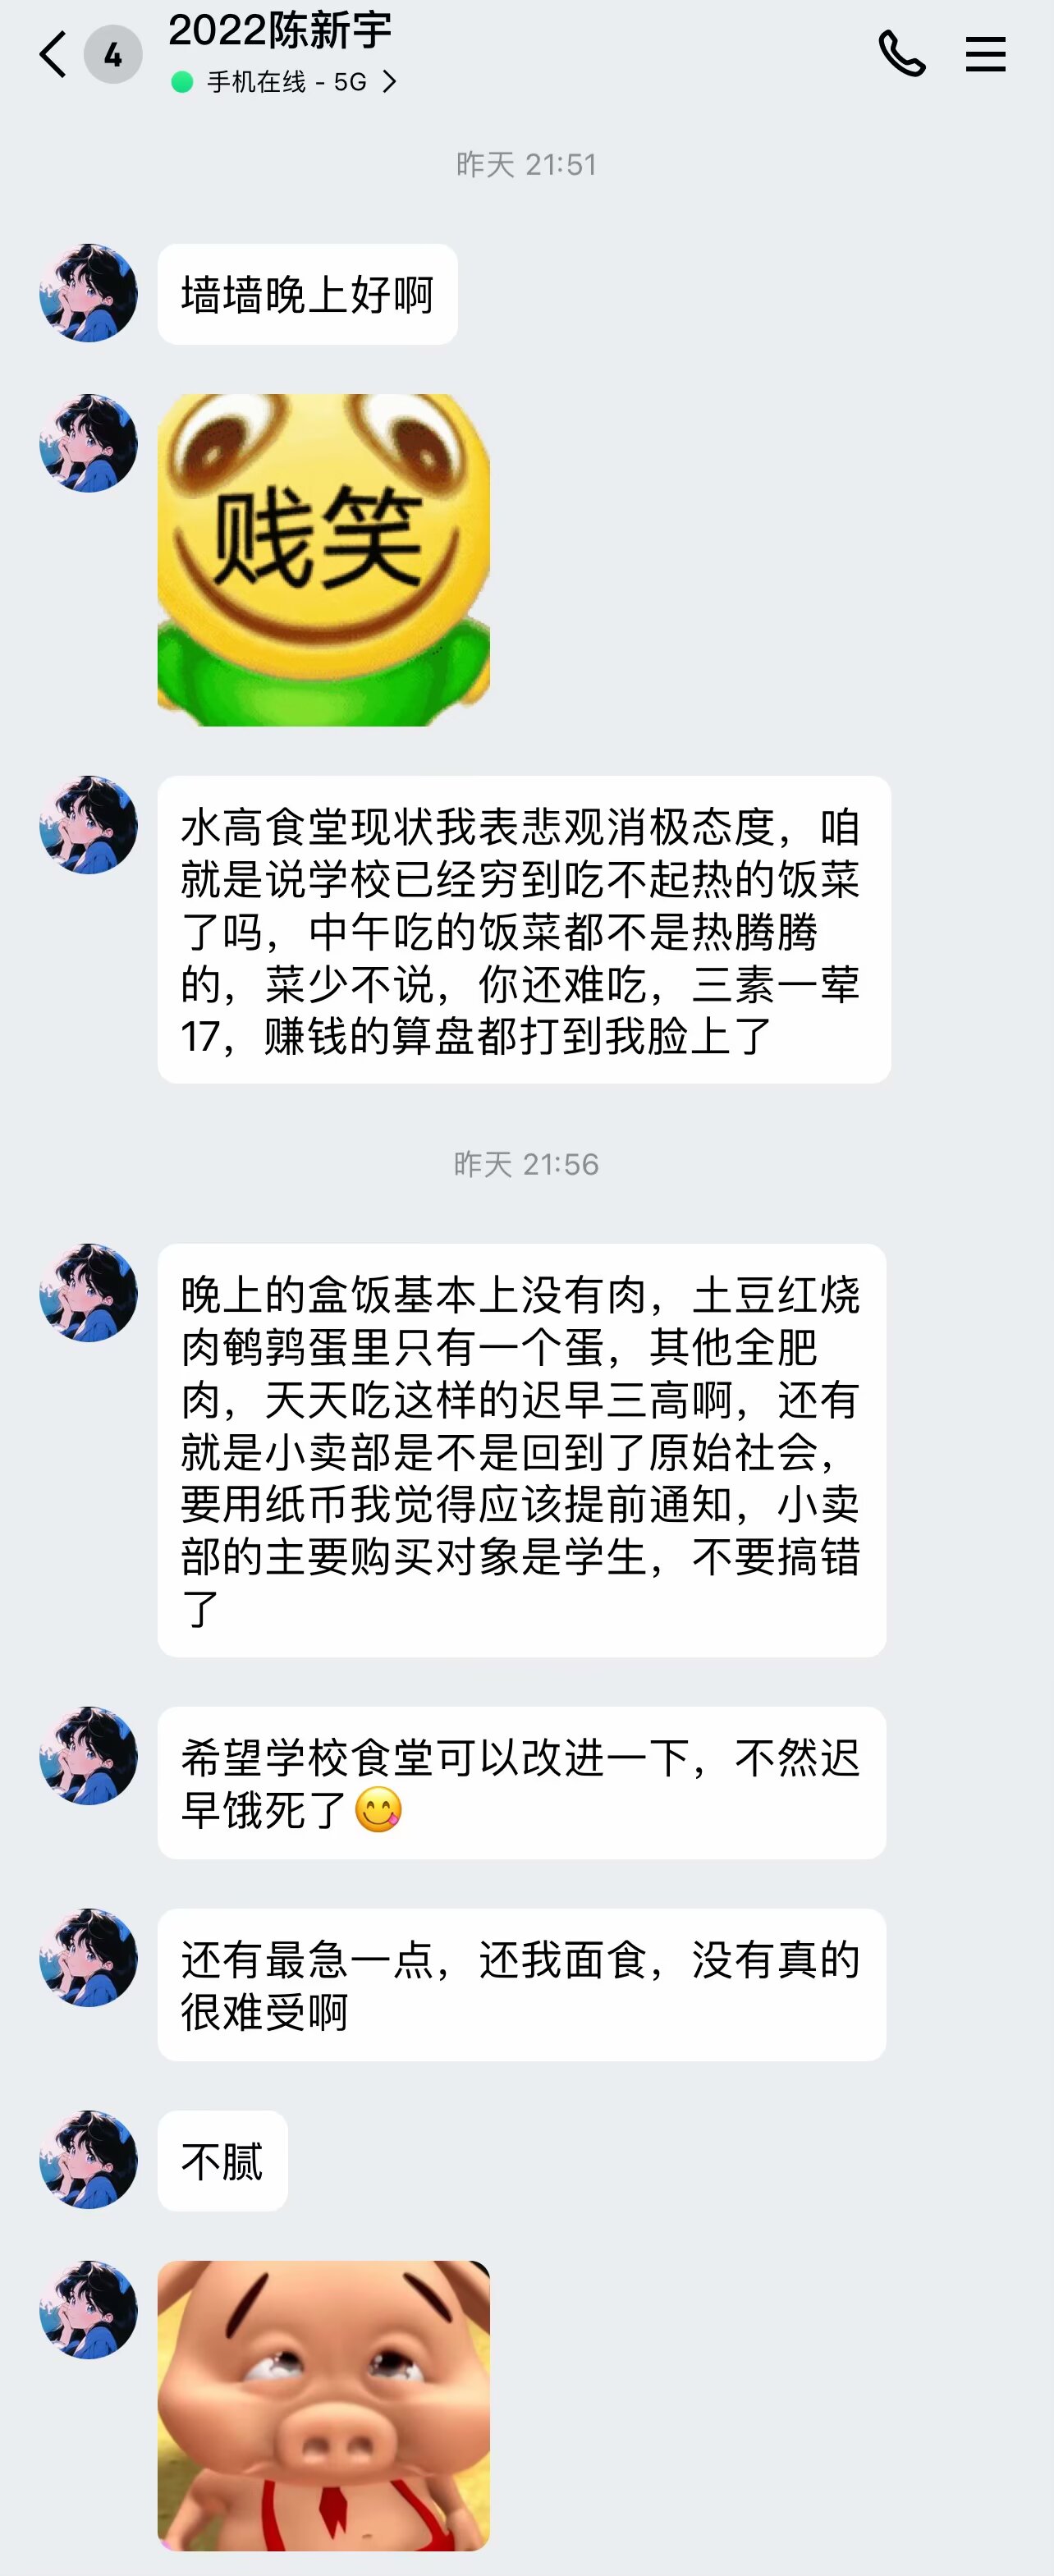 4
2022陈新宇
手机在线 - 5G
昨天 21:51
墙墙晚上好啊
贱笑
水高食堂现状我表悲观消极态度，咱
就是说学校已经穷到吃不起热的饭菜
了吗，中午吃的饭菜都不是热腾腾
的，菜少不说，你还难吃，三素一荤
17，赚钱的算盘都打到我脸上了
昨天 21:56
晚上的盒饭基本上没有肉，土豆红烧
肉鹌鹑蛋里只有一个蛋，其他全肥
肉，天天吃这样的迟早三高啊，还有
就是小卖部是不是回到了原始社会，
要用纸币我觉得应该提前通知，小卖
部的主要购买对象是学生，不要搞错
了
希望学校食堂可以改进一下，不然迟
早饿死了😋
还有最急一点，还我面食，没有真的
很难受啊
不腻